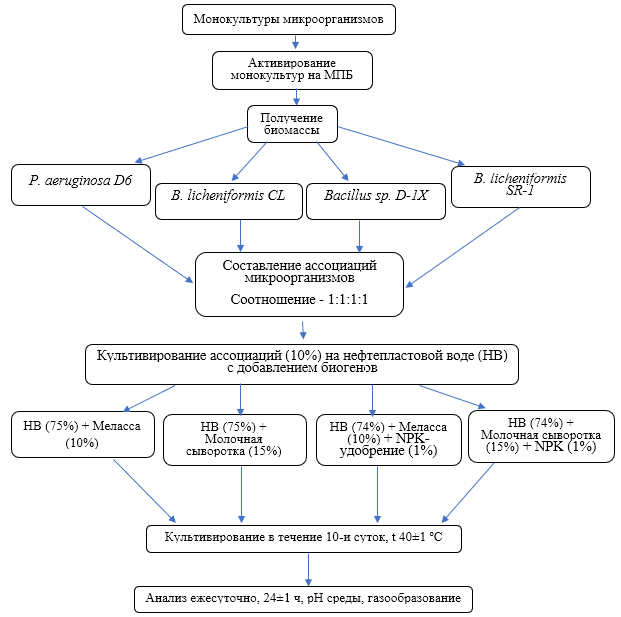 Монокультуры микроорганизмов
Активирование
монокультур на МПБ
Получение
биомассы
P. aeruginosa D6
B. licheniformis CL
Bacillus sp. D-1X
B. licheniformis
SR-1
Составление ассоциаций
микроорганизмов
Соотношение - 1:1:1:1
Культивирование ассоциаций (10%) на нефтепластовой воде (НВ)
с добавлением биогенов
НВ (75%) + Меласса
(10%)
НВ (75%) +
Молочная
сыворотка (15%)
НВ (74%) + Меласса
(10%) + NPK-
удобрение (1%)
НВ (74%) +
Молочная сыворотка
(15%) + NPK (1%)
Культивирование в течение 10-и суток, t 40±1 ºC
Анализ ежесуточно, 24±1 ч, pH среды, газообразование